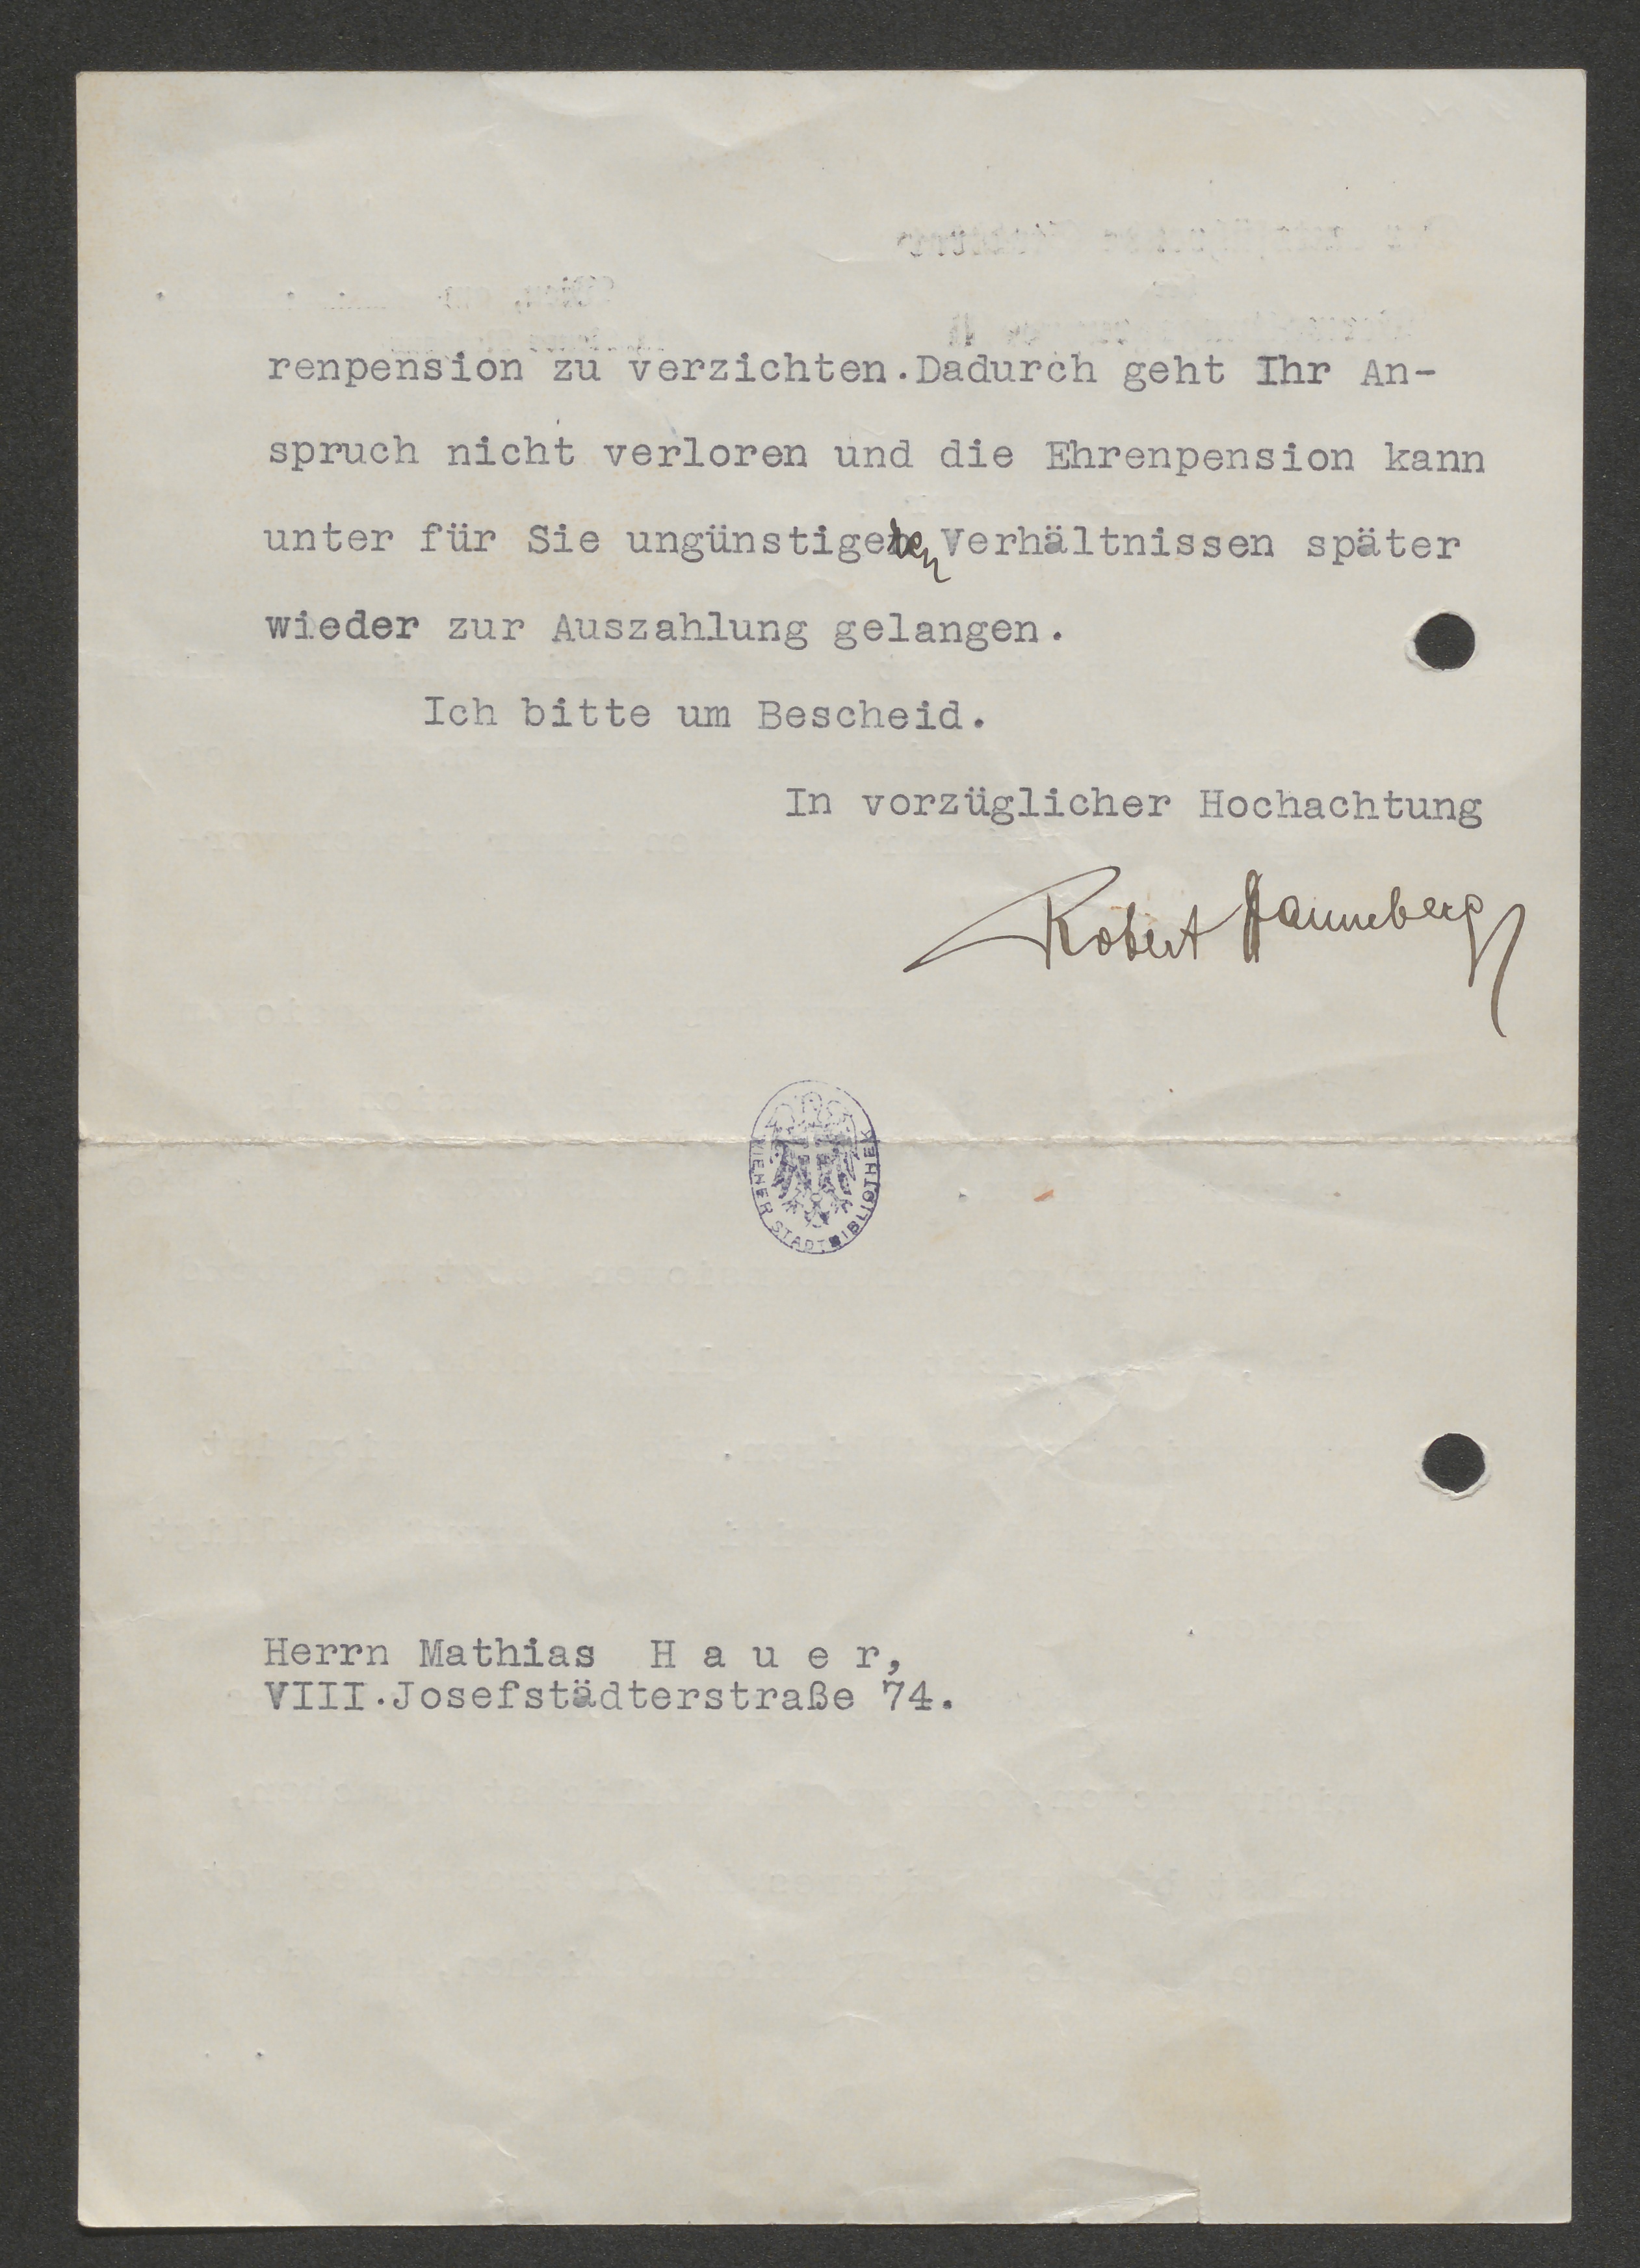 renpension zu verzichten.Dadurch geht Ihr An-
spruch nicht verloren und die Ehrenpension kann
unter für Sie ungünstigeren Verhältnissen später
wieder zur Auszahlung gelangen.
Ich bitte um Bescheid.
In vorzüglicher Hochachtung
Robert Danneberg
WIENER STADTBIBLIOTHEK
Herrn Mathias H a u e r,
VIII.Josefstädterstraße 74.